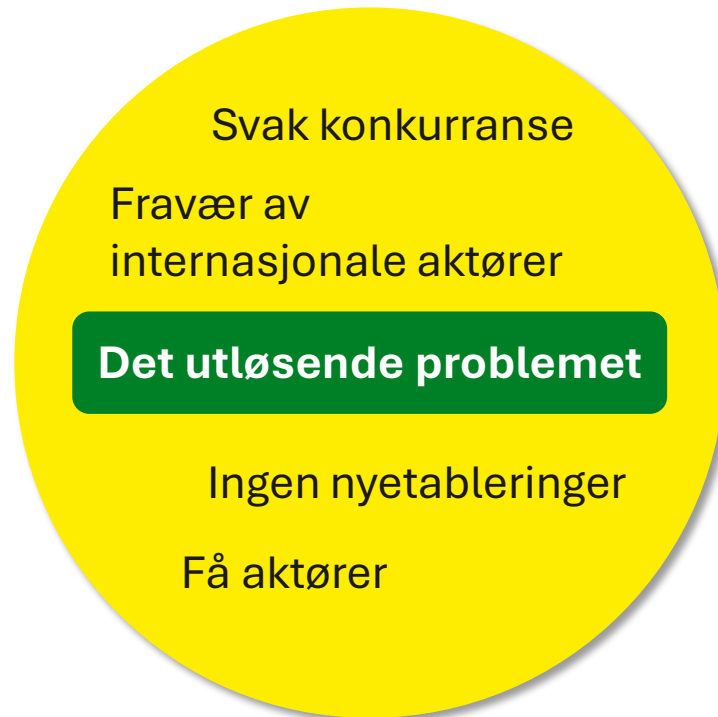 Svak konkurranse
Fravær av
internasjonale aktører
Det utløsende problemet
Ingen nyetableringer
Få aktører